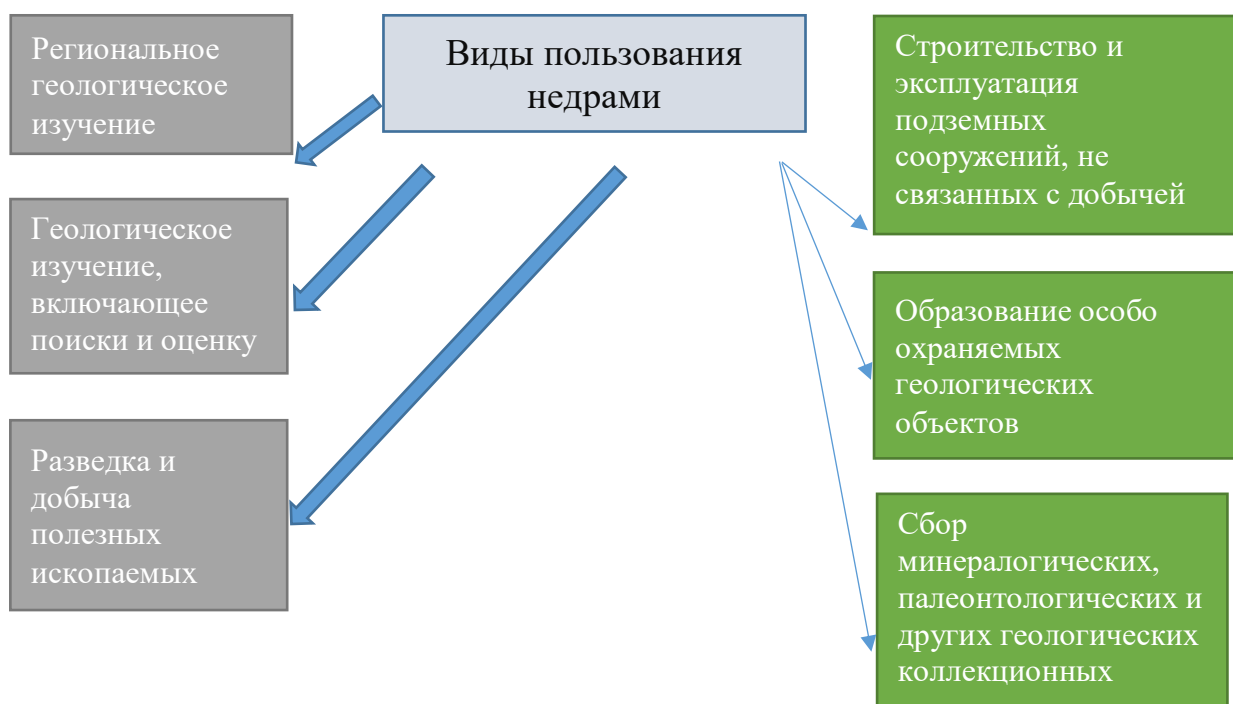 Виды пользования
недрами
Региональное
геологическое
изучение
Геологическое
изучение,
включающее
поиски и оценку
Разведка и
добыча
полезных
ископаемых
Строительство и
эксплуатация
подземных
сооружений, не
связанных с добычей
Образование особо
охраняемых
геологических
объектов
Сбор
минералогических,
палеонтологических и
других геологических
коллекционных